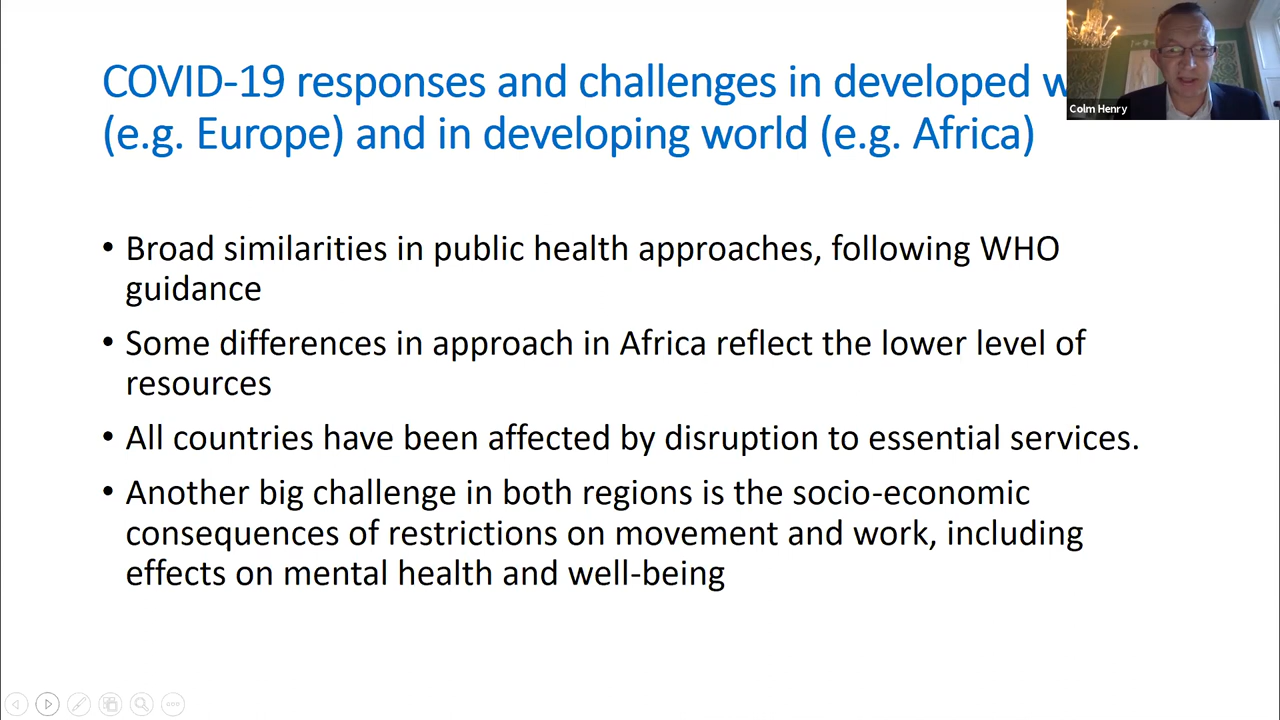 COVID-19 responses and challenges in developed
(e.g. Europe) and in developing world (e.g. Africa)
Colm Henry
• Broad similarities in public health approaches, following WHO
guidance
• Some differences in approach in Africa reflect the lower level of
resources
• All countries have been affected by disruption to essential services.
• Another big challenge in both regions is the socio-economic
consequences of restrictions on movement and work, including
effects on mental health and well-being